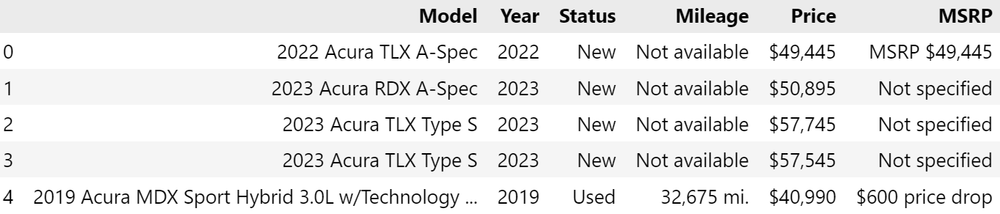 Model Year Status Mileage Price MSRP
0 2022 Acura TLX A-Spec 2022 New Not available $49,445 MSRP $49,445
1 2023 Acura RDX A-Spec 2023 New Not available $50,895 Not specified
2 2023 Acura TLX Type S 2023 New Not available $57,745 Not specified
3 2023 Acura TLX Type S 2023 New Not available $57,545 Not specified
4 2019 Acura MDX Sport Hybrid 3.0L w/Technology ... 2019 Used 32,675 mi. $40,990 $600 price drop